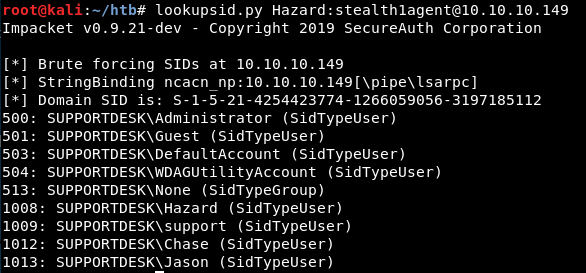 root@kali:~/htb# lookupsid.py Hazard:stealth1agent@10.10.10.149
Impacket v0.9.21-dev - Copyright 2019 SecureAuth Corporation
[*] Brute forcing SIDs at 10.10.10.149
[*] StringBinding ncacn_np:10.10.10.149[\pipe\lsarpc]
[*] Domain SID is: S-1-5-21-4254423774-1266059056-3197185112
500: SUPPORTDESK\Administrator (SidTypeUser)
501: SUPPORTDESK\Guest (SidTypeUser)
503: SUPPORTDESK\DefaultAccount (SidTypeUser)
504: SUPPORTDESK\WDAGUtilityAccount (SidTypeUser)
513: SUPPORTDESK\None (SidTypeGroup)
1008: SUPPORTDESK\Hazard (SidTypeUser)
1009: SUPPORTDESK\support (SidTypeUser)
1012: SUPPORTDESK\Chase (SidTypeUser)
1013: SUPPORTDESK\Jason (SidTypeUser)